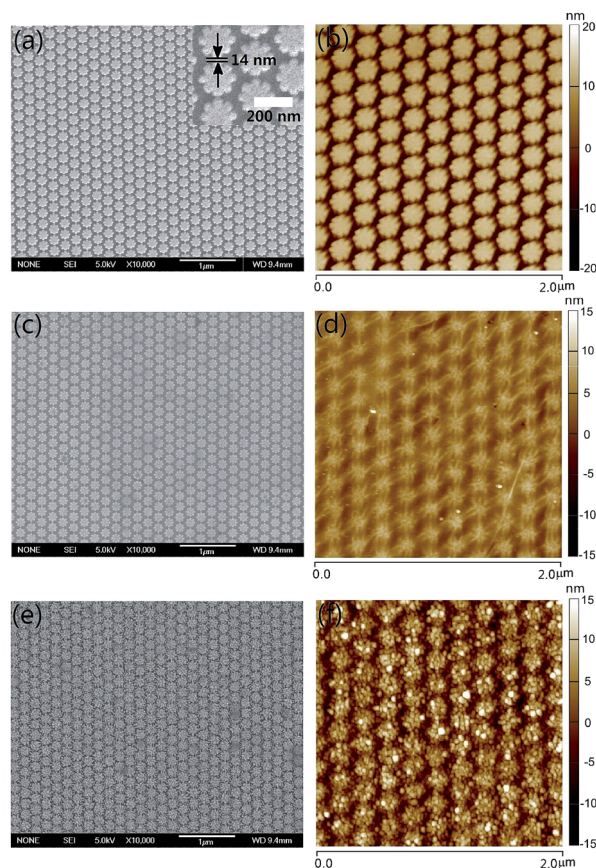 (a)
14 nm
200 nm
NONE SEI 5.0kV X10,000 1μm WD 9.4mm
(b)
nm
20
10
0
-10
-20
0.0 2.0μm
(c)
NONE SEI 5.0kV X10,000 1μm WD 9.4mm
(d)
nm
15
10
5
0
-5
-10
-15
0.0 2.0μm
(e)
NONE SEI 5.0kV X10,000 1μm WD 9.4mm
(f)
nm
15
10
5
0
-5
-10
-15
0.0 2.0μm